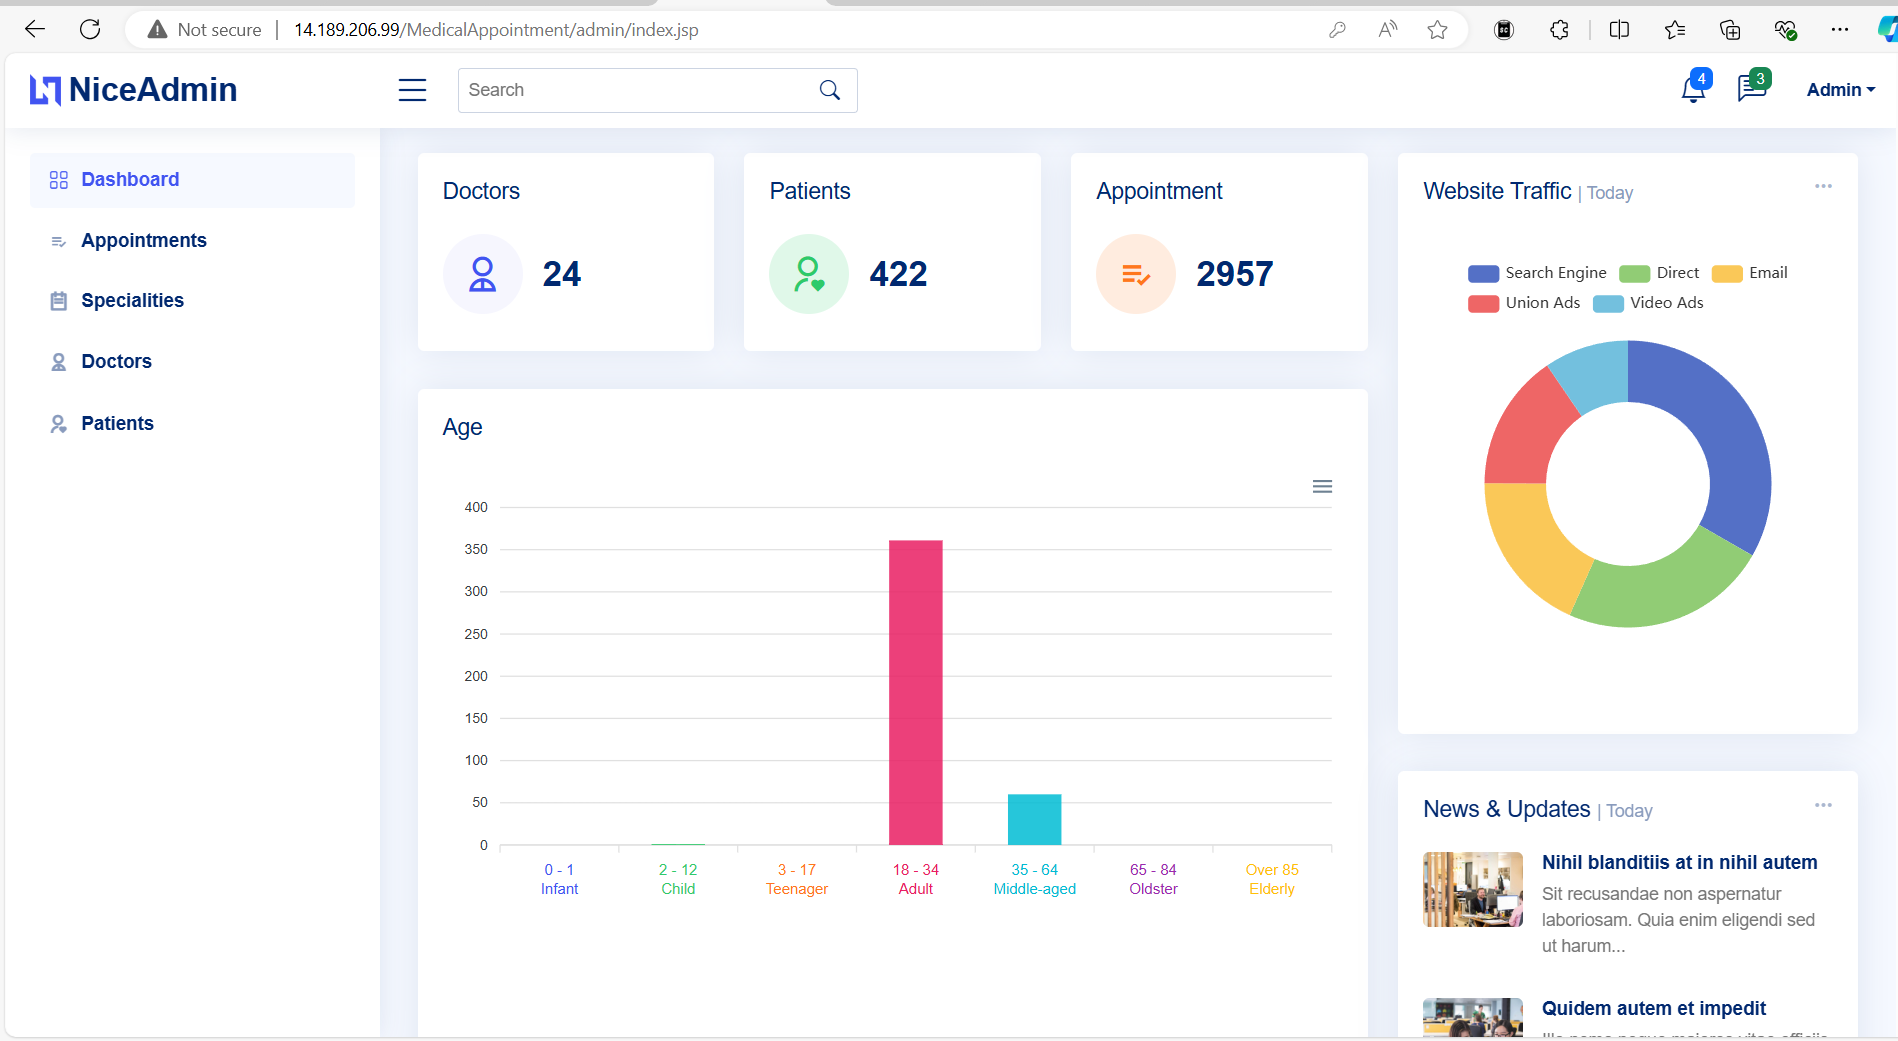 Not secure
14.189.206.99/MedicalAppointment/admin/index.jsp
NiceAdmin
Search
4
3
Admin
Dashboard
Appointments
Specialities
Doctors
Patients
Doctors
24
Patients
422
Appointment
2957
Age
400
350
300
250
200
150
100
50
0
0 - 1
Infant
2 - 12
Child
3 - 17
Teenager
18 - 34
Adult
35 - 64
Middle-aged
65 - 84
Oldster
Over 85
Elderly
Website Traffic | Today
Search Engine Direct Email
Union Ads Video Ads
News & Updates | Today
Nihil blanditiis at in nihil autem
Sit recusandae non aspernatur
laboriosam. Quia enim eligendi sed
ut harum...
Quidem autem et impedit